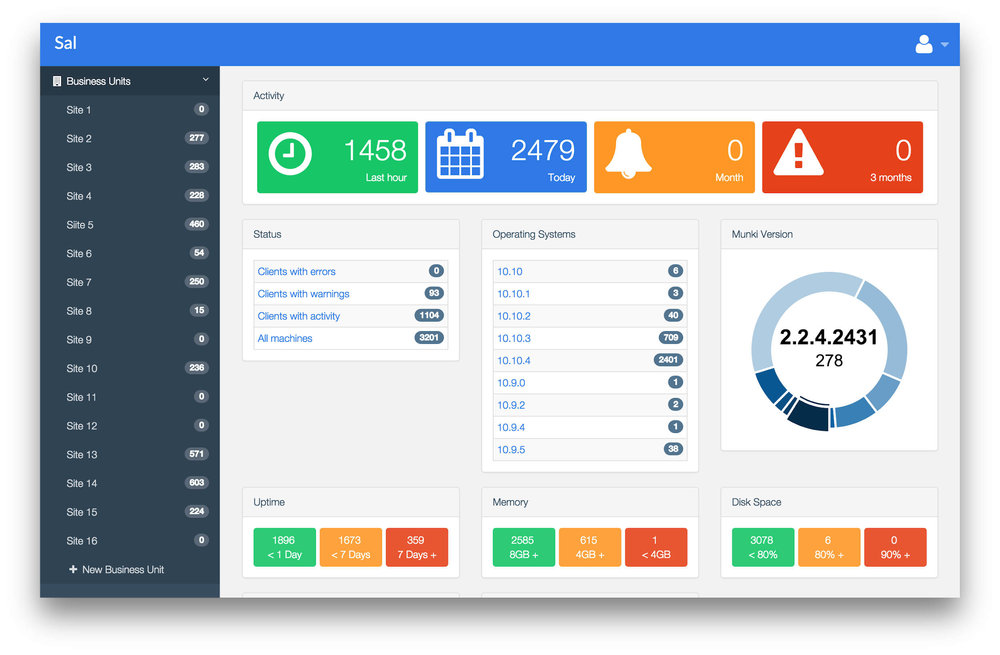 Sal
Business Units
Site 1 0
Site 2 277
Site 3 283
Site 4 228
Siite 5 460
Site 6 54
Site 7 250
Site 8 15
Site 9 0
Site 10 236
Site 11 0
Site 12 0
Site 13 571
Site 14 603
Site 15 224
Site 16 0
New Business Unit
Activity
1458
Last hour
2479
Today
0
Month
0
3 months
Status
Clients with errors 0
Clients with warnings 93
Clients with activity 1104
All machines 3201
Operating Systems
10.10 6
10.10.1 3
10.10.2 40
10.10.3 709
10.10.4 2401
10.9.0 1
10.9.2 2
10.9.4 1
10.9.5 38
Munki Version
2.2.4.2431
278
Uptime
1896
< 1 Day
1673
< 7 Days
359
7 Days +
Memory
2585
8GB +
615
4GB +
1
< 4GB
Disk Space
3078
< 80%
6
80% +
0
90% +